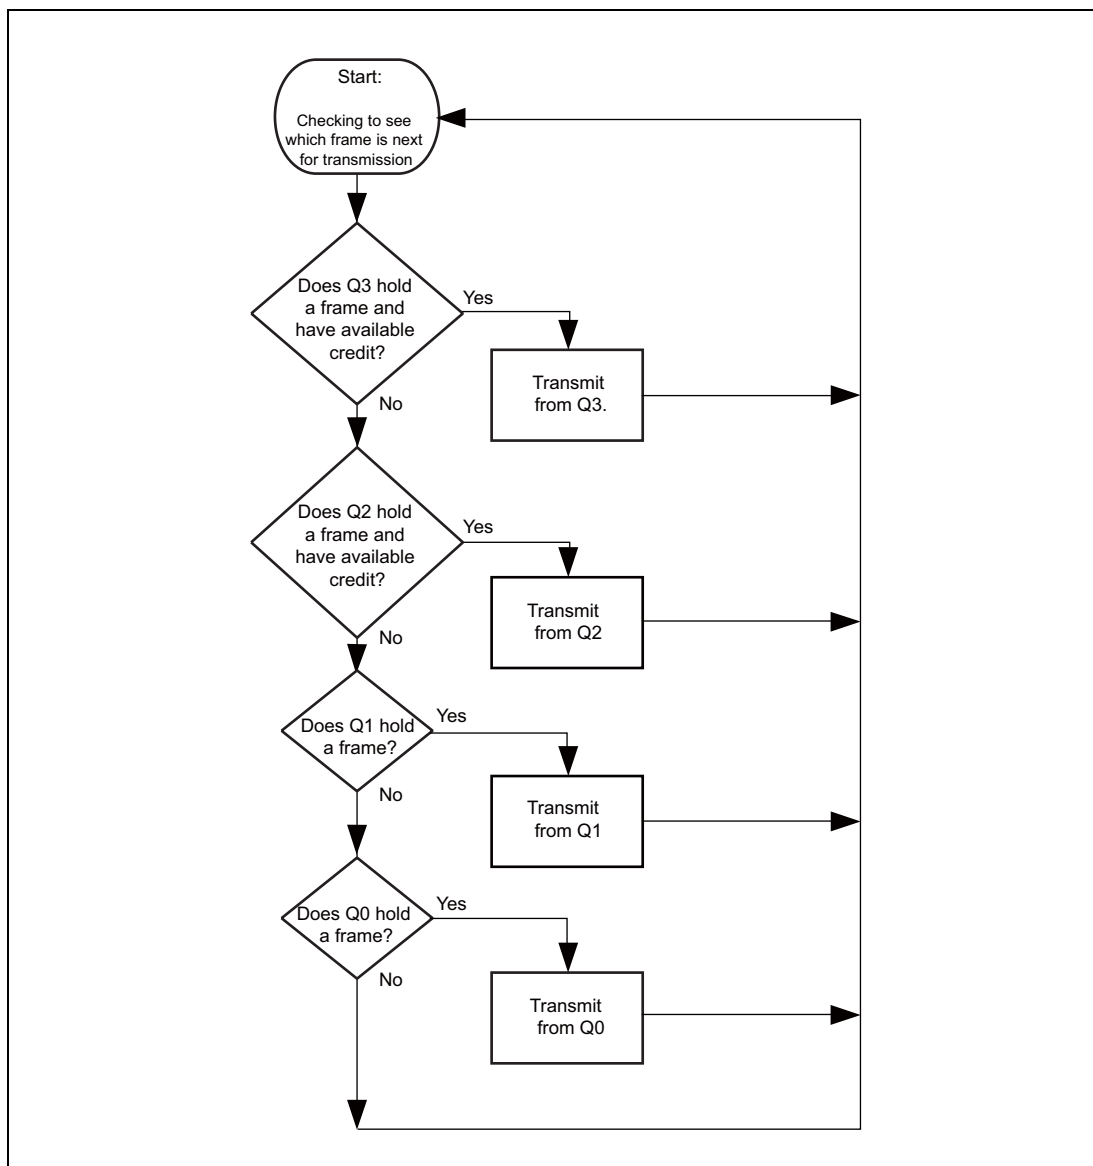 Start:
Checking to see
which frame is next
for transmission
Does Q3 hold
a frame and
have available
credit?
Yes
Transmit
from Q3.
No
Does Q2 hold
a frame and
have available
credit?
Yes
Transmit
from Q2
No
Does Q1 hold
a frame?
Yes
Transmit
from Q1
No
Does Q0 hold
a frame?
Yes
Transmit
from Q0
No